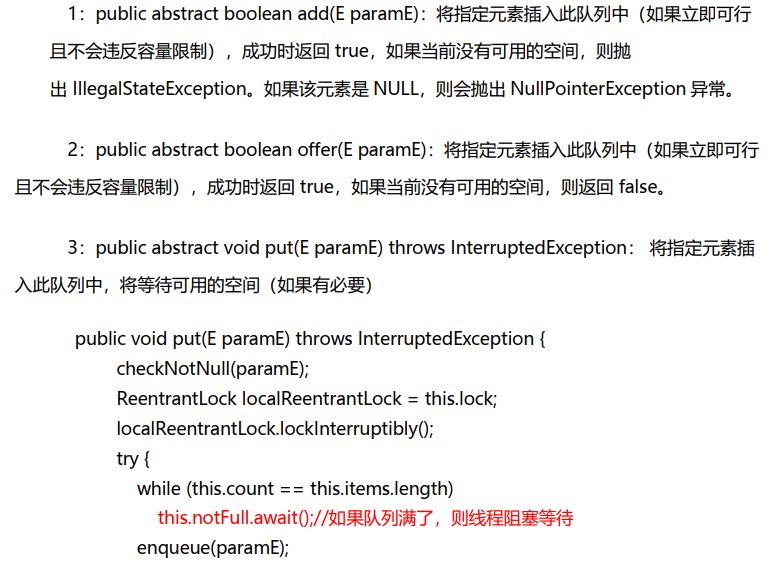 1：public abstract boolean add(E paramE)：将指定元素插入此队列中（如果立即可行
且不会违反容量限制），成功时返回 true，如果当前没有可用的空间，则抛
出 IllegalStateException。如果该元素是 NULL，则会抛出 NullPointerException 异常。
2：public abstract boolean offer(E paramE)：将指定元素插入此队列中（如果立即可行
且不会违反容量限制），成功时返回 true，如果当前没有可用的空间，则返回 false。
3：public abstract void put(E paramE) throws InterruptedException： 将指定元素插
入此队列中，将等待可用的空间（如果有必要）
public void put(E paramE) throws InterruptedException {
checkNotNull(paramE);
ReentrantLock localReentrantLock = this.lock;
localReentrantLock.lockInterruptibly();
try {
while (this.count == this.items.length)
this.notFull.await();//如果队列满了，则线程阻塞等待
enqueue(paramE);